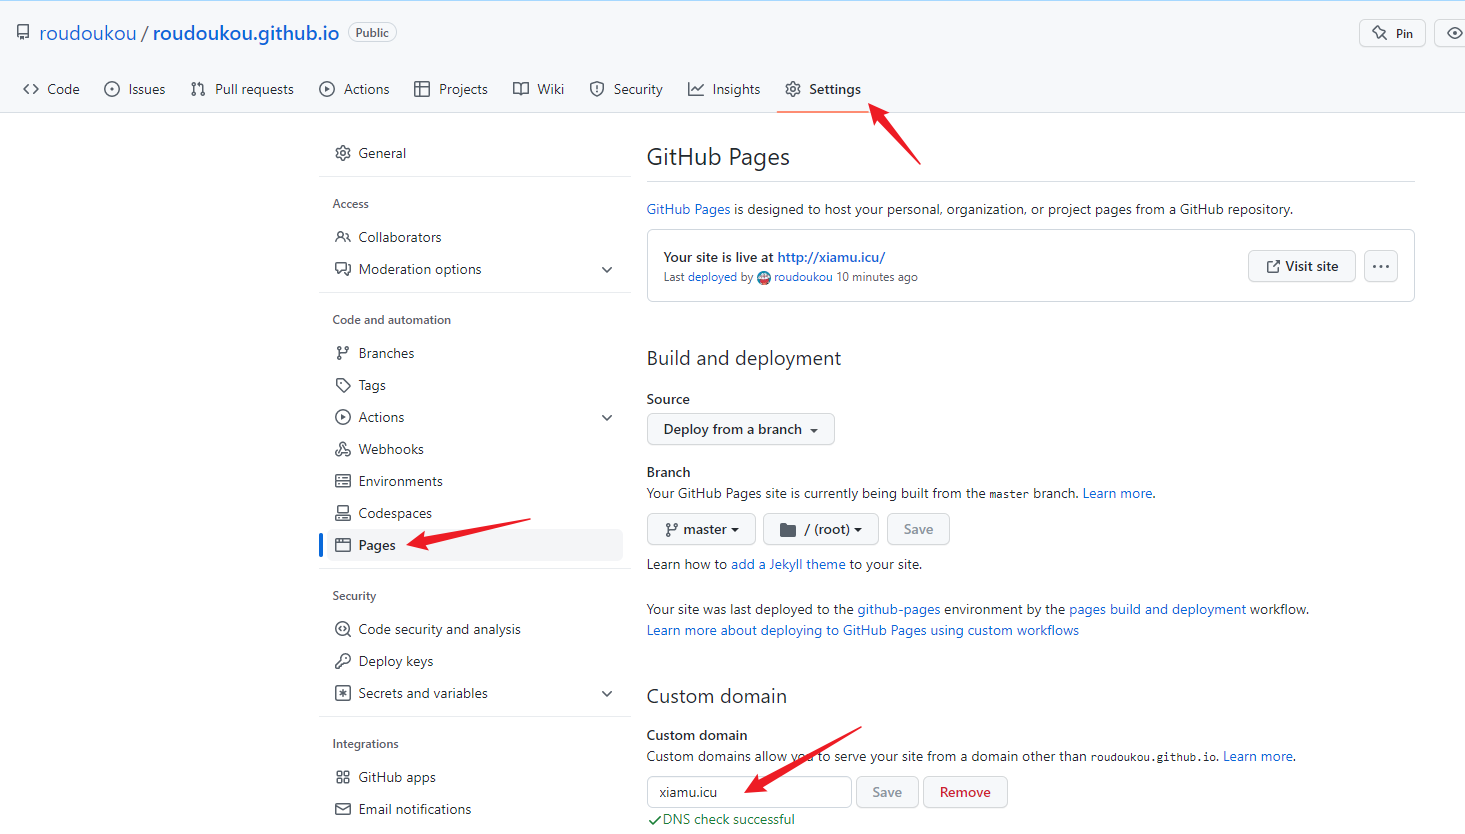 roudoukou / roudoukou.github.io Public
Pin
Code Issues Pull requests Actions Projects Wiki Security Insights Settings
General
Access
Collaborators
Moderation options
Code and automation
Branches
Tags
Actions
Webhooks
Environments
Codespaces
Pages
Security
Code security and analysis
Deploy keys
Secrets and variables
Integrations
GitHub apps
Email notifications
GitHub Pages
GitHub Pages is designed to host your personal, organization, or project pages from a GitHub repository.
Your site is live at http://xiamu.icu/
Last deployed by roudoukou 10 minutes ago
Visit site
Build and deployment
Source
Deploy from a branch
Branch
Your GitHub Pages site is currently being built from the master branch. Learn more.
master / (root) Save
Learn how to add a Jekyll theme to your site.
Your site was last deployed to the github-pages environment by the pages build and deployment workflow.
Learn more about deploying to GitHub Pages using custom workflows
Custom domain
Custom domain
Custom domains allow you to serve your site from a domain other than roudoukou.github.io. Learn more.
xiamu.icu Save Remove
DNS check successful